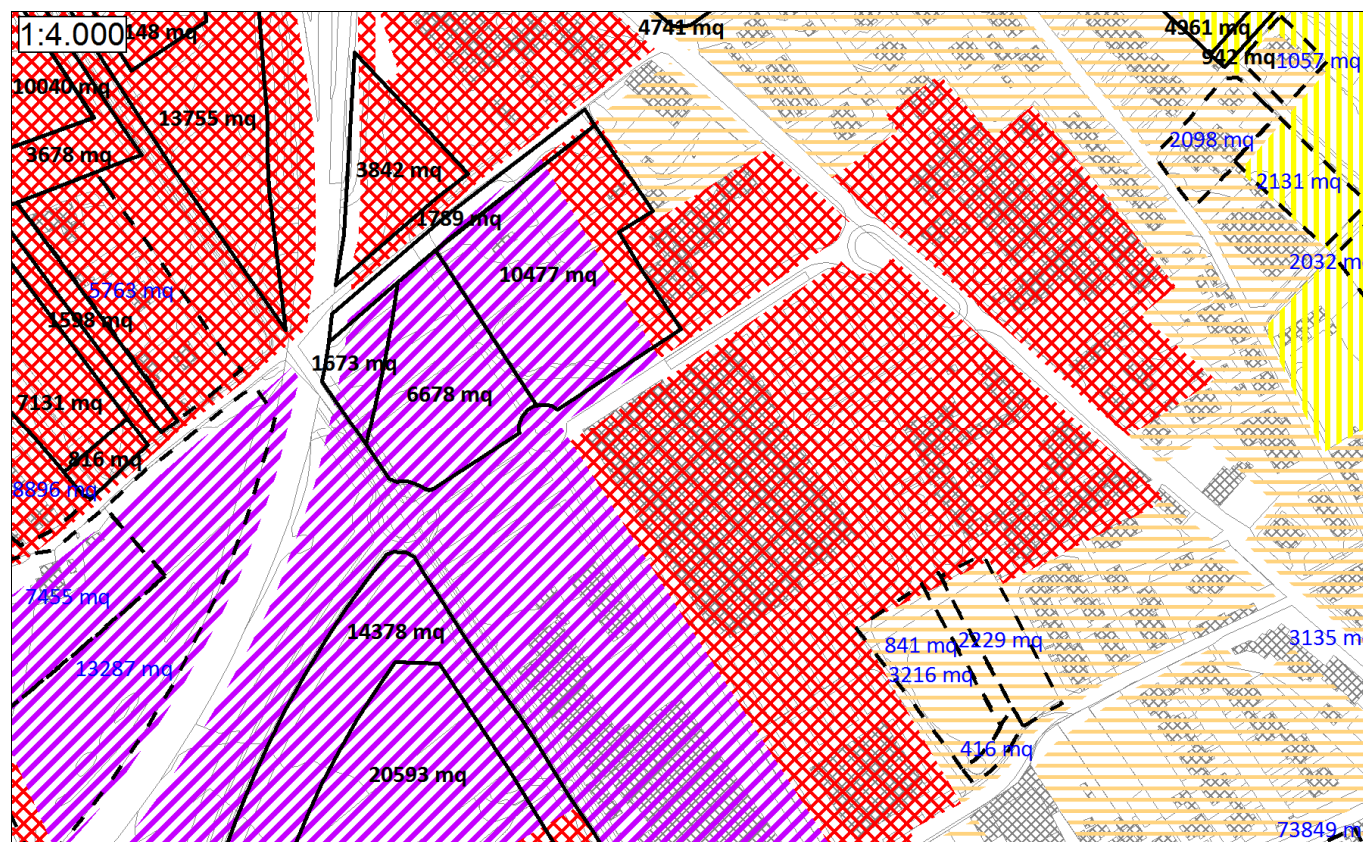 1:4.000
148 mq
4741 mq
4961 mq
942 mq
1057 mq
10040 mq
13755 mq
3678 mq
3842 mq
2098 mq
2131 mq
1789 mq
2032 m
10477 mq
5763 mq
1598 mq
1673 mq
6678 mq
7131 mq
816 mq
8896 mq
7455 mq
14378 mq
841 mq
2229 mq
3135 m
13287 mq
3216 mq
416 mq
20593 mq
73849 m